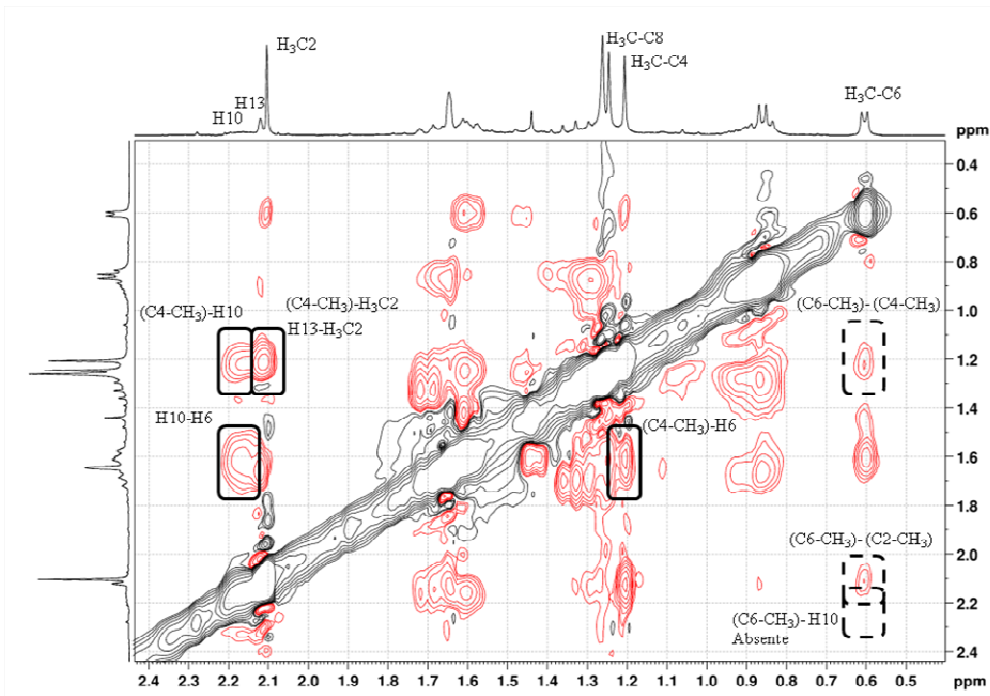 H₃C2
H₃C-C8
H₃C-C4
H13
H10
H₃C-C6
ppm
0.4
0.6
0.8
1.0
1.2
1.4
1.6
1.8
2.0
2.2
2.4
(C4-CH₃)-H10
(C4-CH₃)-H₃C2
H13-H₃C2
(C6-CH₃)-(C4-CH₃)
H10-H6
(C4-CH₃)-H6
(C6-CH₃)-(C2-CH₃)
(C6-CH₃)-H10
Absente
2.4 2.3 2.2 2.1 2.0 1.9 1.8 1.7 1.6 1.5 1.4 1.3 1.2 1.1 1.0 0.9 0.8 0.7 0.6 0.5 ppm